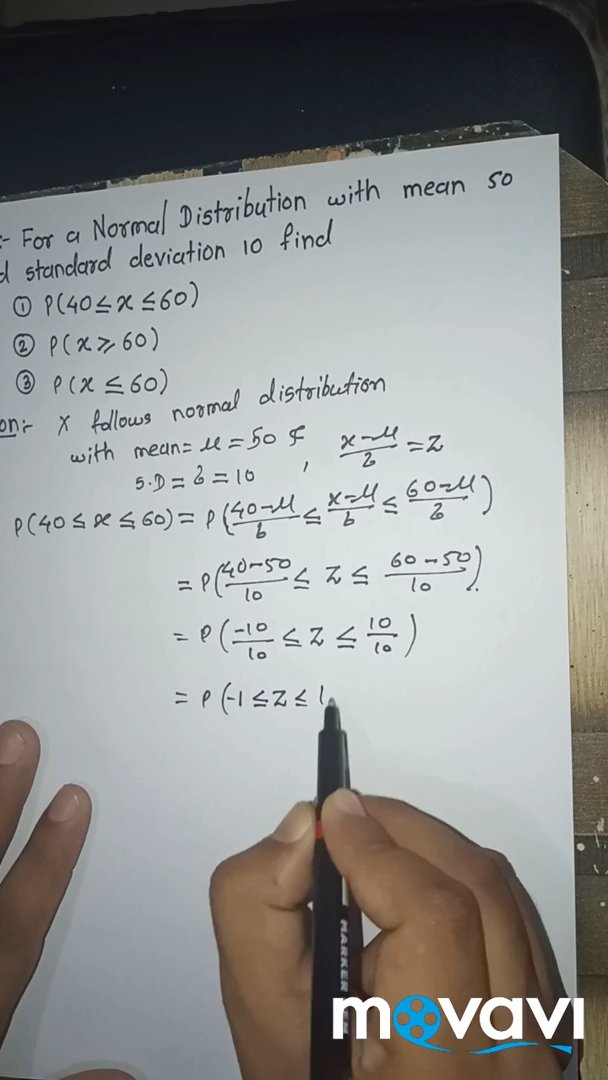 :- For a Normal Distribution with mean 50
d standard deviation 10 find
① P(40 ≤ x ≤ 60)
② P(x ≥ 60)
③ P(x ≤ 60)
on:- X follows normal distribution
with mean = μ = 50 &
S.D = σ = 10 , (x-μ)/σ = Z
P(40 ≤ x ≤ 60) = P((40-μ)/σ ≤ (x-μ)/σ ≤ (60-μ)/σ)
= P((40-50)/10 ≤ Z ≤ (60-50)/10)
= P(-10/10 ≤ Z ≤ 10/10)
= P(-1 ≤ Z ≤ 1
MARKER
movavi